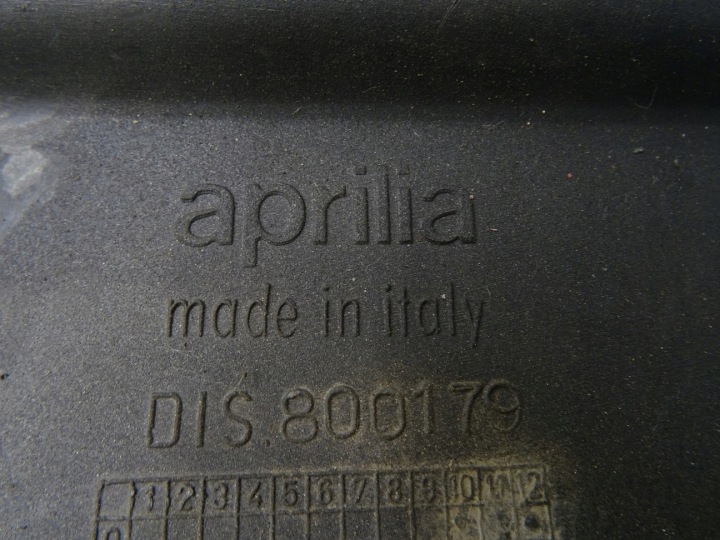 aprilia
made in italy
DIS.800179
1 2 3 4 5 6 7 8 9 10 11 12